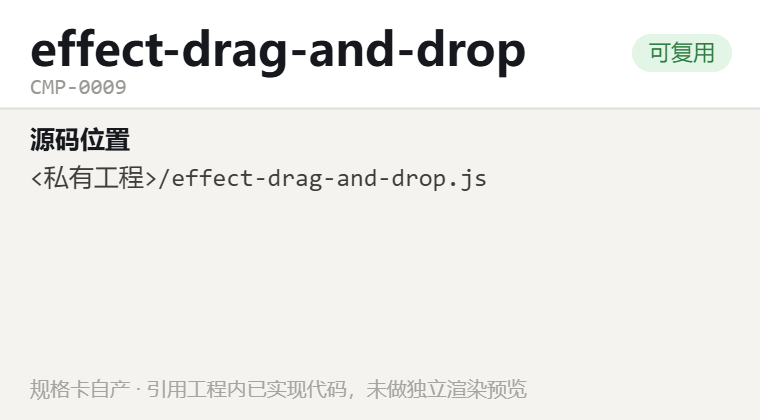 effect-drag-and-drop
可复用
CMP-0009
源码位置
<私有工程>/effect-drag-and-drop.js
规格卡自产 · 引用工程内已实现代码，未做独立渲染预览